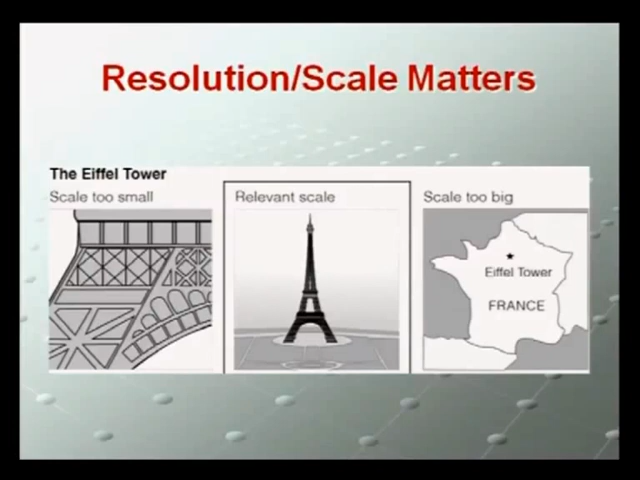 Resolution/Scale Matters
The Eiffel Tower
Scale too small
Relevant scale
Scale too big
Eiffel Tower
FRANCE